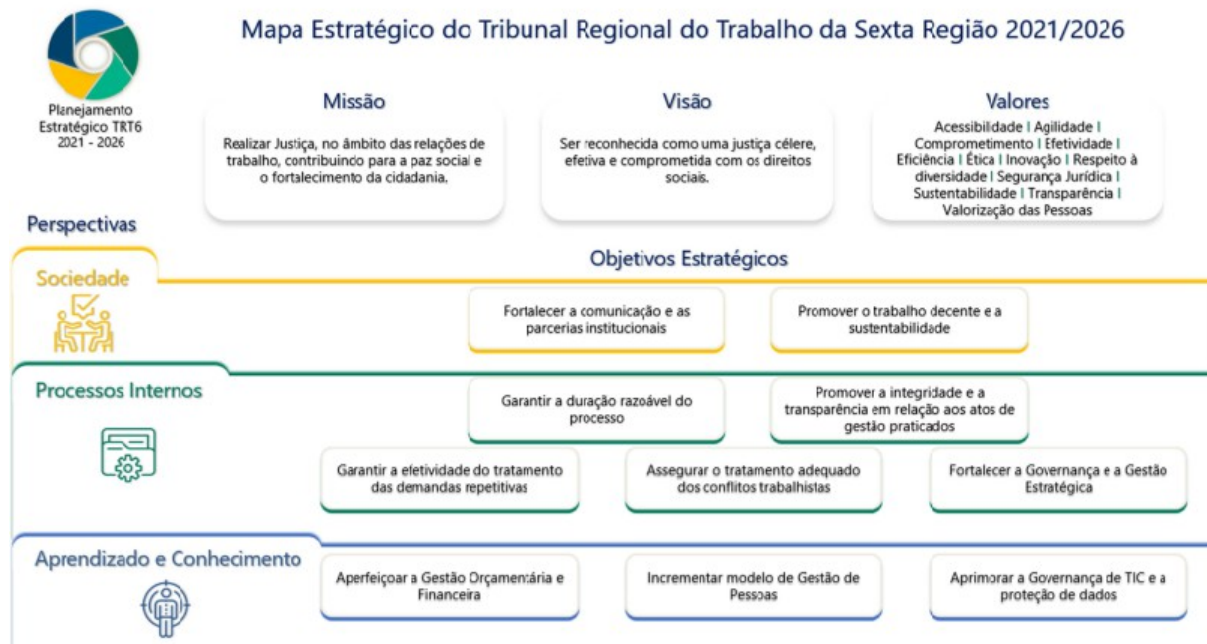 Mapa Estratégico do Tribunal Regional do Trabalho da Sexta Região 2021/2026
Planejamento
Estratégico TRT6
2021 - 2026
Missão
Realizar Justiça, no âmbito das relações de
trabalho, contribuindo para a paz social e
o fortalecimento da cidadania.
Visão
Ser reconhecida como uma justiça célere,
efetiva e comprometida com os direitos
sociais.
Valores
Acessibilidade I Agilidade I
Comprometimento I Efetividade I
Eficiência I Ética I Inovação I Respeito à
diversidade I Segurança Jurídica I
Sustentabilidade I Transparência I
Valorização das Pessoas
Perspectivas
Objetivos Estratégicos
Sociedade
Fortalecer a comunicação e as
parcerias institucionais
Promover o trabalho decente e a
sustentabilidade
Processos Internos
Garantir a duração razoável do
processo
Promover a integridade e a
transparência em relação aos atos de
gestão praticados
Garantir a efetividade do tratamento
das demandas repetitivas
Assegurar o tratamento adequado
dos conflitos trabalhistas
Fortalecer a Governança e a Gestão
Estratégica
Aprendizado e Conhecimento
Aperfeiçoar a Gestão Orçamentária e
Financeira
Incrementar modelo de Gestão de
Pessoas
Aprimorar a Governança de TIC e a
proteção de dados